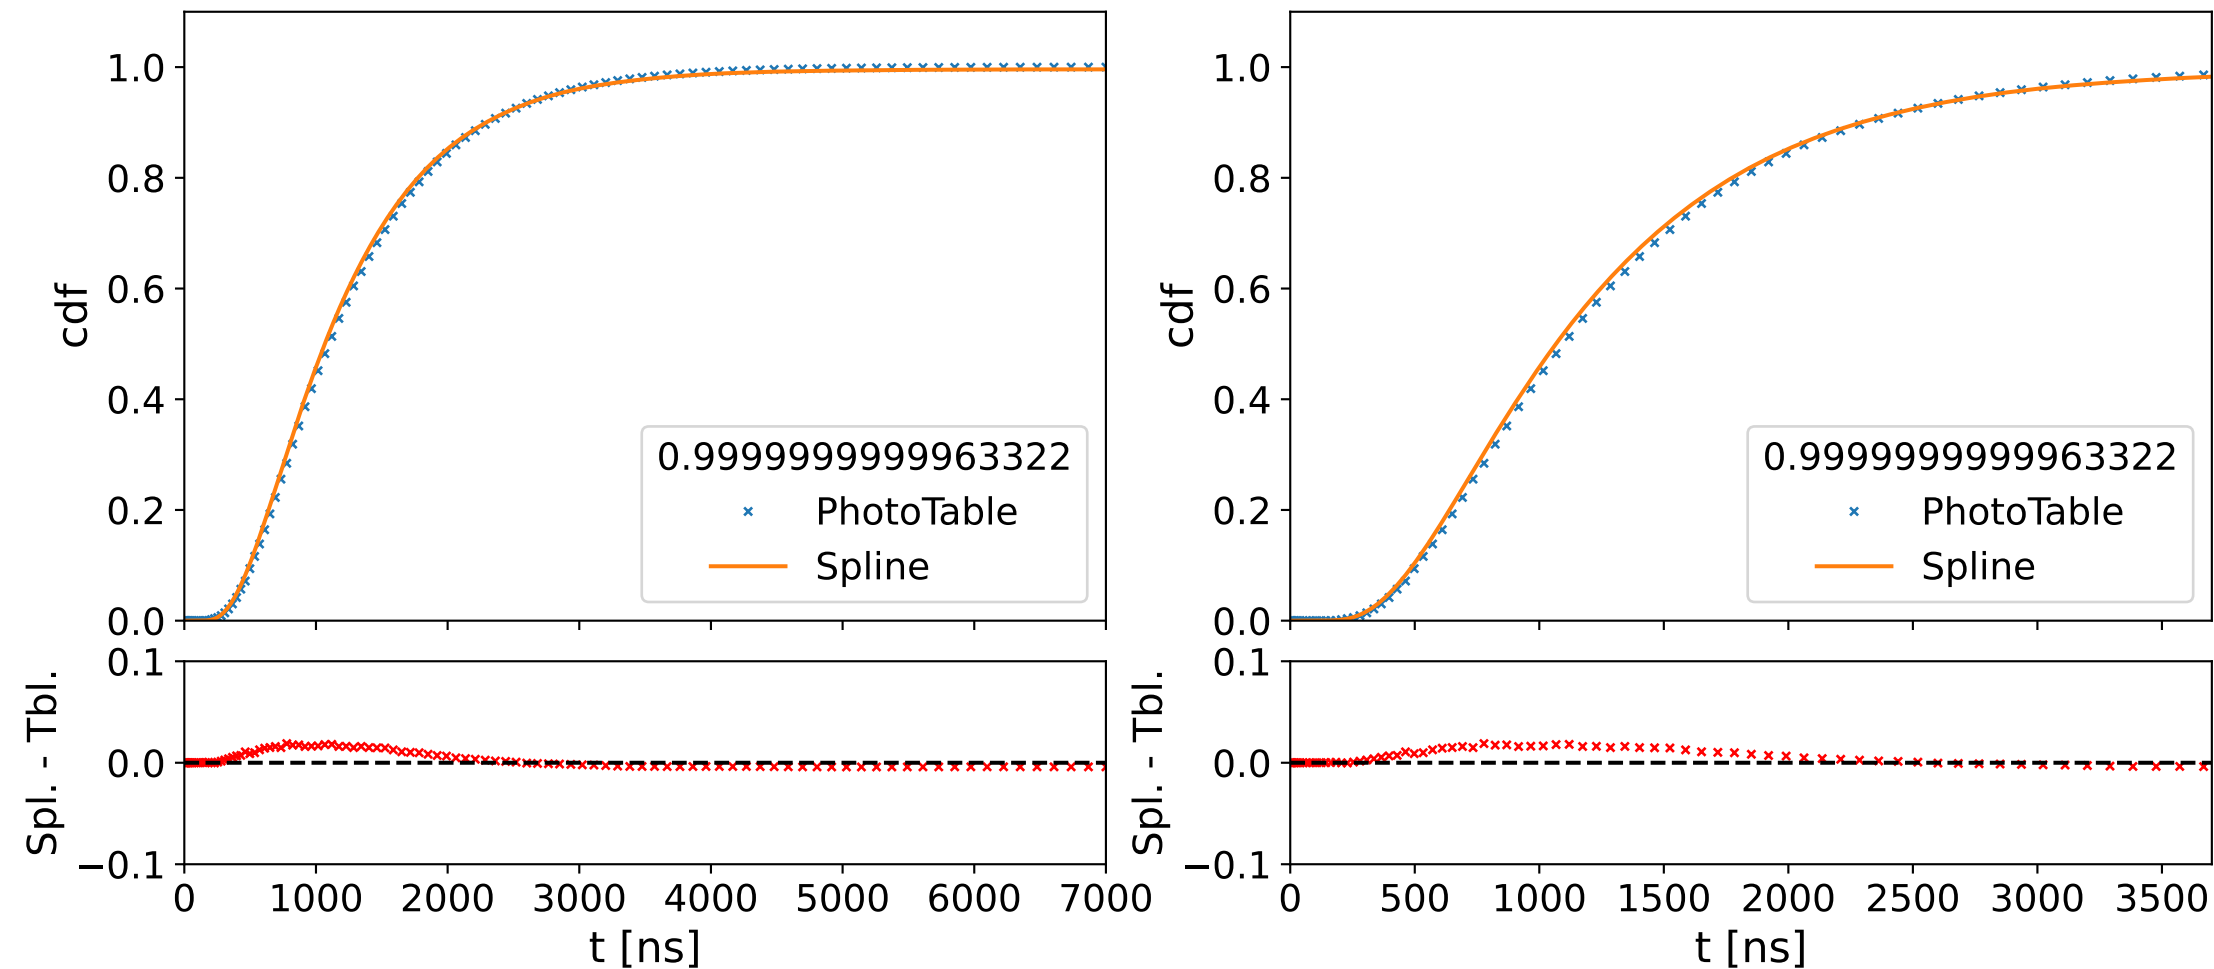 cdf
1.0
0.8
0.6
0.4
0.2
0.0
0.9999999999963322
PhotoTable
Spline
Spl. - Tbl.
0.1
0.0
−0.1
0 1000 2000 3000 4000 5000 6000 7000
t [ns]
cdf
1.0
0.8
0.6
0.4
0.2
0.0
0.9999999999963322
PhotoTable
Spline
Spl. - Tbl.
0.1
0.0
−0.1
0 500 1000 1500 2000 2500 3000 3500
t [ns]